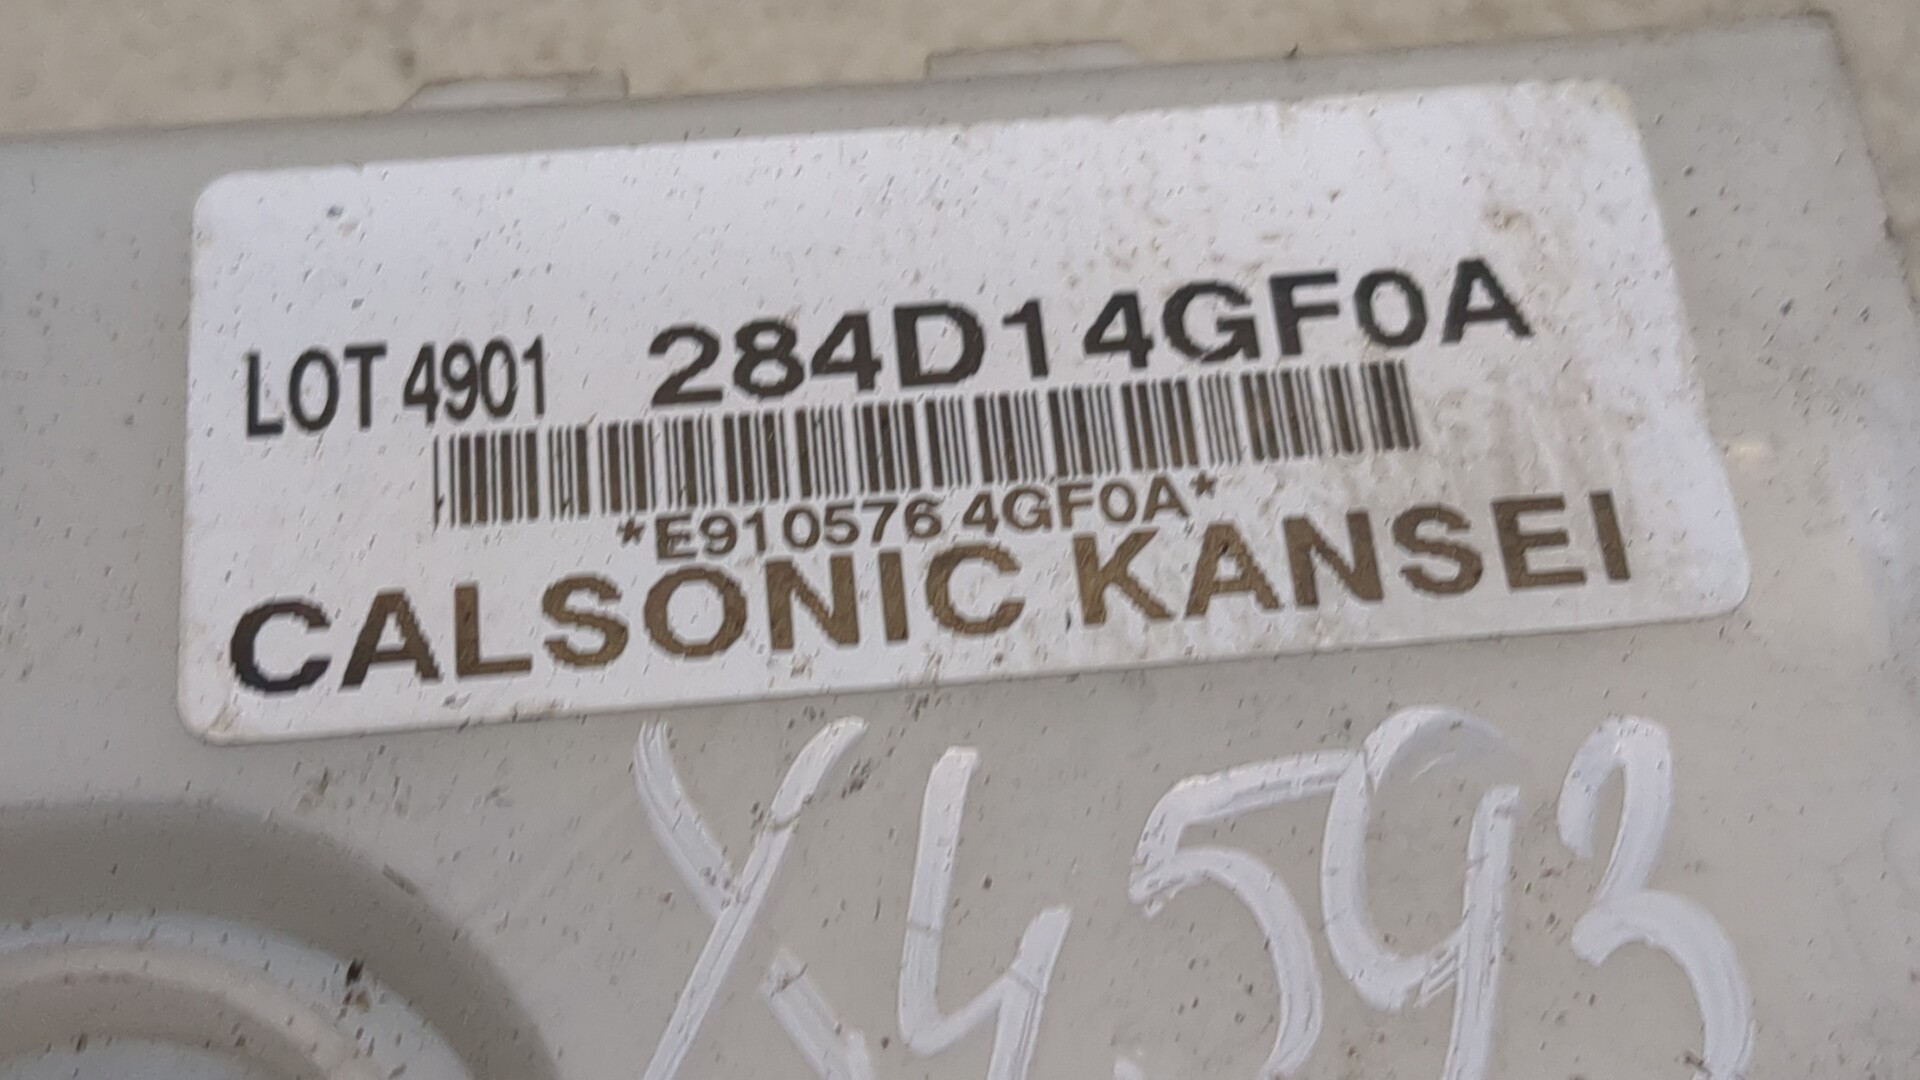 LOT 4901 284D14GF0A
*E910576 4GF0A*
CALSONIC KANSEI
X4593